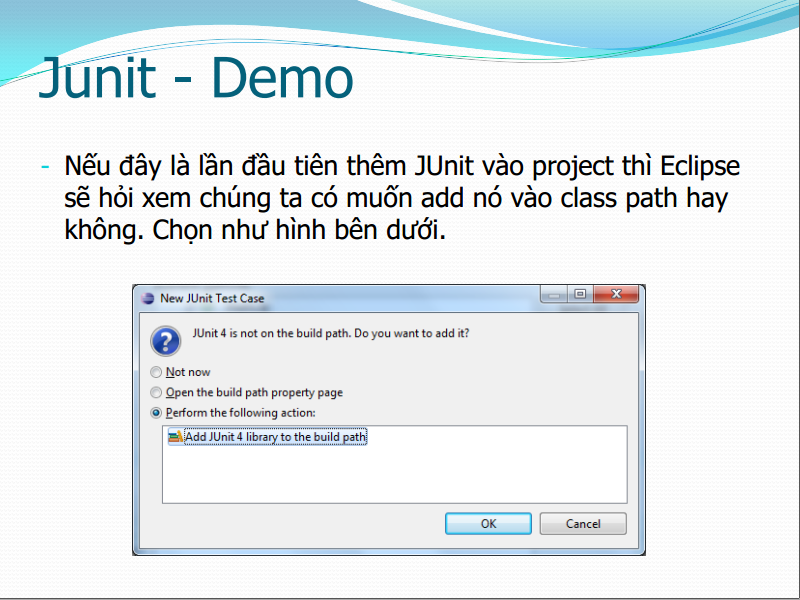 Junit - Demo
- Nếu đây là lần đầu tiên thêm JUnit vào project thì Eclipse
sẽ hỏi xem chúng ta có muốn add nó vào class path hay
không. Chọn như hình bên dưới.
New JUnit Test Case
JUnit 4 is not on the build path. Do you want to add it?
Not now
Open the build path property page
Perform the following action:
Add JUnit 4 library to the build path
OK Cancel